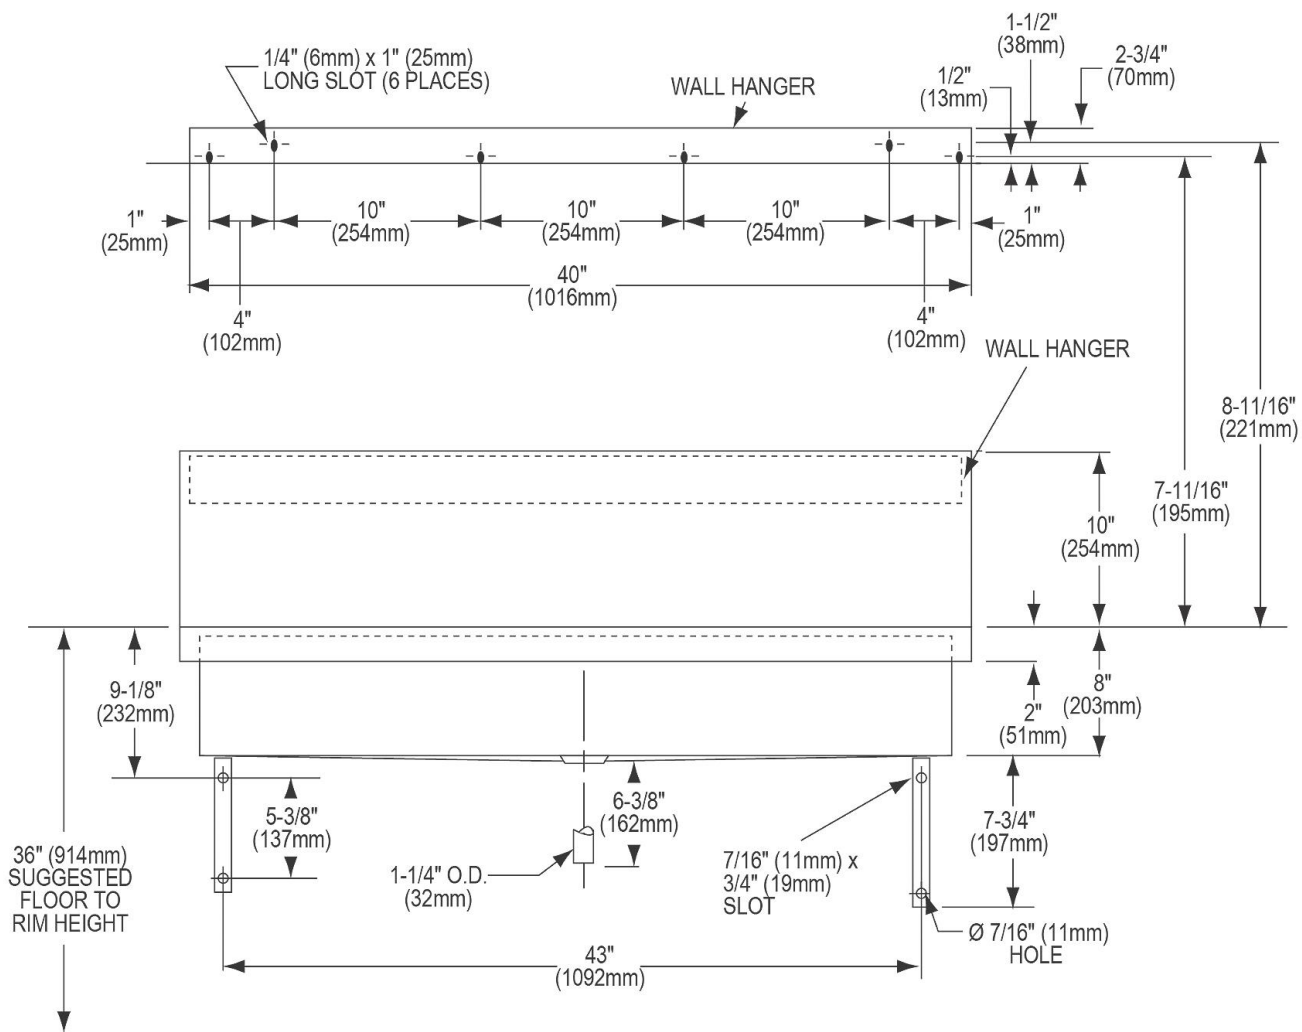 1/4" (6mm) x 1" (25mm)
LONG SLOT (6 PLACES)
WALL HANGER
1-1/2"
(38mm)
2-3/4"
(70mm)
1/2"
(13mm)
1"
(25mm)
10"
(254mm)
10"
(254mm)
10"
(254mm)
1"
(25mm)
40"
(1016mm)
4"
(102mm)
4"
(102mm)
WALL HANGER
8-11/16"
(221mm)
7-11/16"
(195mm)
10"
(254mm)
9-1/8"
(232mm)
8"
(203mm)
2"
(51mm)
5-3/8"
(137mm)
6-3/8"
(162mm)
7-3/4"
(197mm)
36" (914mm)
SUGGESTED
FLOOR TO
RIM HEIGHT
1-1/4" O.D.
(32mm)
7/16" (11mm) x
3/4" (19mm)
SLOT
Ø 7/16" (11mm)
HOLE
43"
(1092mm)